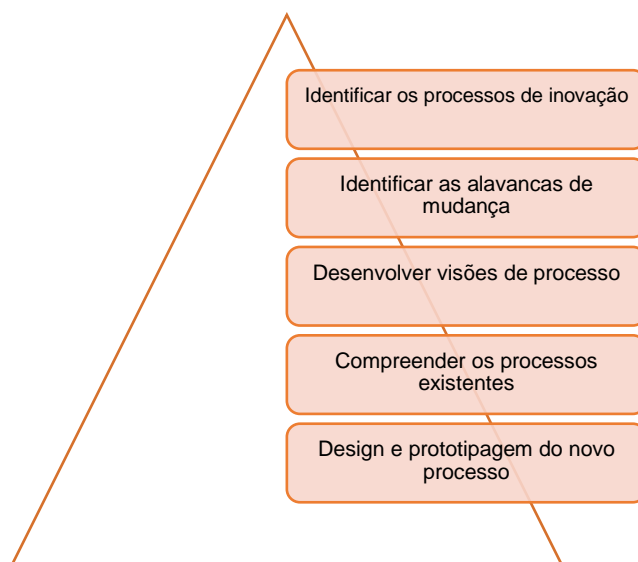 Identificar os processos de inovação
Identificar as alavancas de
mudança
Desenvolver visões de processo
Compreender os processos
existentes
Design e prototipagem do novo
processo